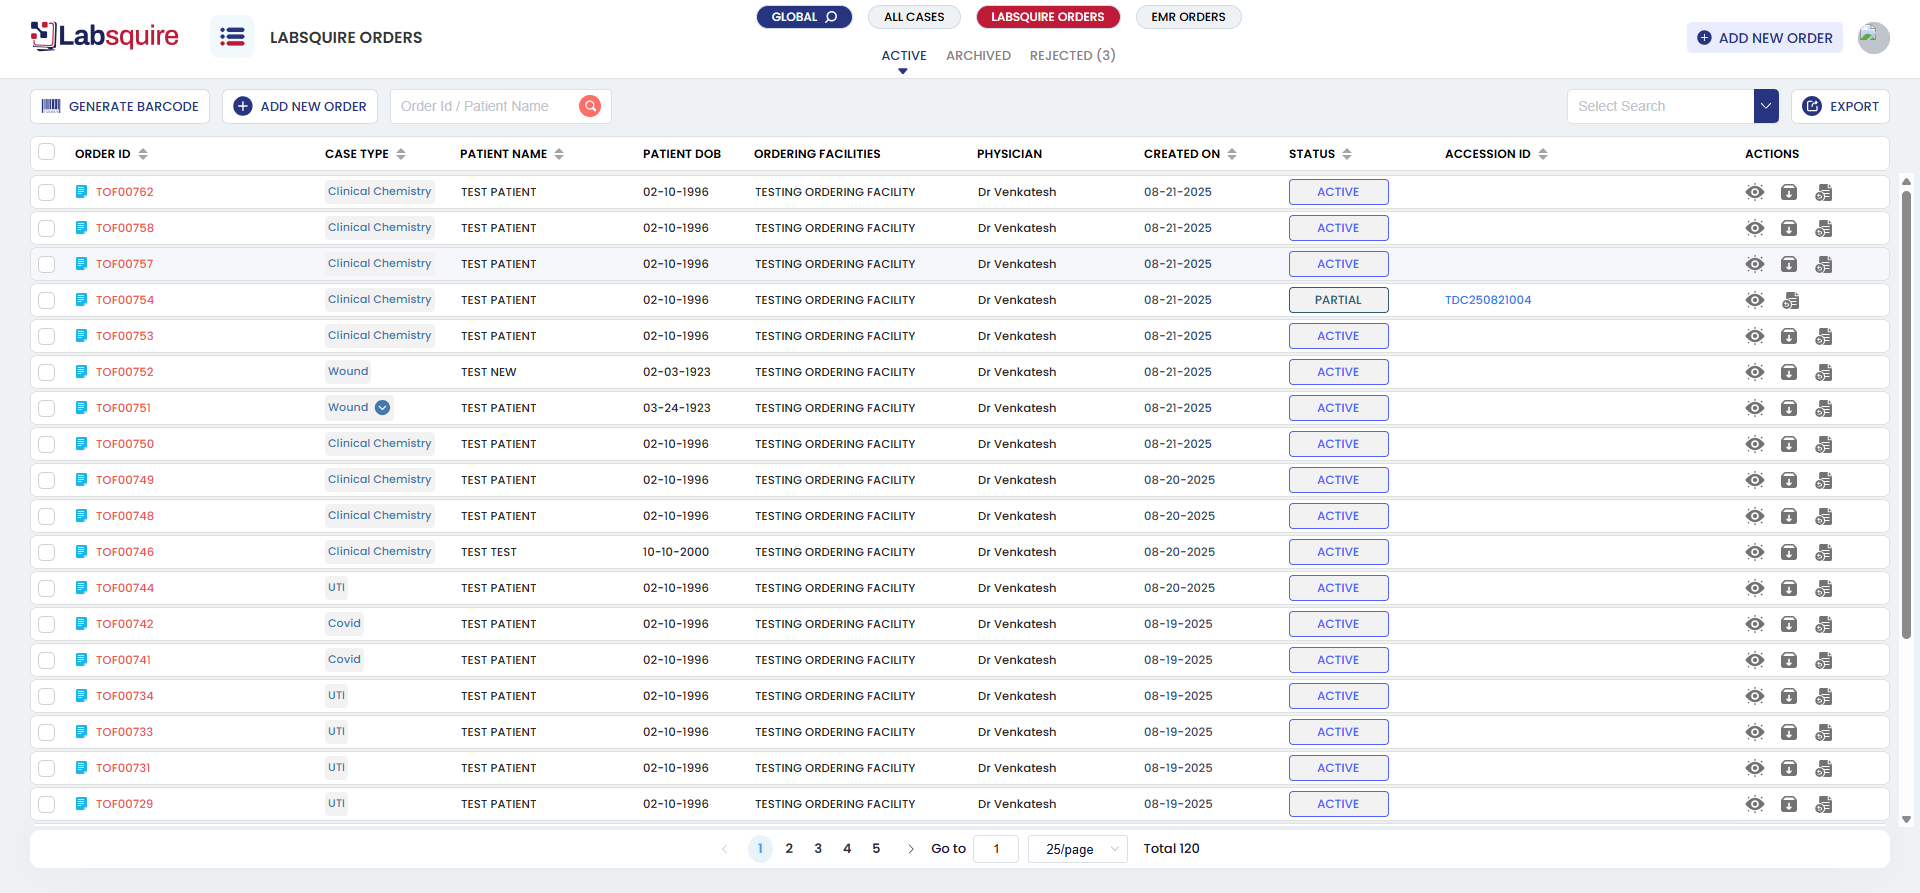 Labsquire
LABSQUIRE ORDERS
GLOBAL ALL CASES LABSQUIRE ORDERS EMR ORDERS
ACTIVE ARCHIVED REJECTED (3)
ADD NEW ORDER
GENERATE BARCODE ADD NEW ORDER Order Id / Patient Name Select Search EXPORT
ORDER ID CASE TYPE PATIENT NAME PATIENT DOB ORDERING FACILITIES PHYSICIAN CREATED ON STATUS ACCESSION ID ACTIONS
TOF00762 Clinical Chemistry TEST PATIENT 02-10-1996 TESTING ORDERING FACILITY Dr Venkatesh 08-21-2025 ACTIVE
TOF00758 Clinical Chemistry TEST PATIENT 02-10-1996 TESTING ORDERING FACILITY Dr Venkatesh 08-21-2025 ACTIVE
TOF00757 Clinical Chemistry TEST PATIENT 02-10-1996 TESTING ORDERING FACILITY Dr Venkatesh 08-21-2025 ACTIVE
TOF00754 Clinical Chemistry TEST PATIENT 02-10-1996 TESTING ORDERING FACILITY Dr Venkatesh 08-21-2025 PARTIAL TDC250821004
TOF00753 Clinical Chemistry TEST PATIENT 02-10-1996 TESTING ORDERING FACILITY Dr Venkatesh 08-21-2025 ACTIVE
TOF00752 Wound TEST NEW 02-03-1923 TESTING ORDERING FACILITY Dr Venkatesh 08-21-2025 ACTIVE
TOF00751 Wound TEST PATIENT 03-24-1923 TESTING ORDERING FACILITY Dr Venkatesh 08-21-2025 ACTIVE
TOF00750 Clinical Chemistry TEST PATIENT 02-10-1996 TESTING ORDERING FACILITY Dr Venkatesh 08-21-2025 ACTIVE
TOF00749 Clinical Chemistry TEST PATIENT 02-10-1996 TESTING ORDERING FACILITY Dr Venkatesh 08-20-2025 ACTIVE
TOF00748 Clinical Chemistry TEST PATIENT 02-10-1996 TESTING ORDERING FACILITY Dr Venkatesh 08-20-2025 ACTIVE
TOF00746 Clinical Chemistry TEST TEST 10-10-2000 TESTING ORDERING FACILITY Dr Venkatesh 08-20-2025 ACTIVE
TOF00744 UTI TEST PATIENT 02-10-1996 TESTING ORDERING FACILITY Dr Venkatesh 08-20-2025 ACTIVE
TOF00742 Covid TEST PATIENT 02-10-1996 TESTING ORDERING FACILITY Dr Venkatesh 08-19-2025 ACTIVE
TOF00741 Covid TEST PATIENT 02-10-1996 TESTING ORDERING FACILITY Dr Venkatesh 08-19-2025 ACTIVE
TOF00734 UTI TEST PATIENT 02-10-1996 TESTING ORDERING FACILITY Dr Venkatesh 08-19-2025 ACTIVE
TOF00733 UTI TEST PATIENT 02-10-1996 TESTING ORDERING FACILITY Dr Venkatesh 08-19-2025 ACTIVE
TOF00731 UTI TEST PATIENT 02-10-1996 TESTING ORDERING FACILITY Dr Venkatesh 08-19-2025 ACTIVE
TOF00729 UTI TEST PATIENT 02-10-1996 TESTING ORDERING FACILITY Dr Venkatesh 08-19-2025 ACTIVE
1 2 3 4 5 Go to 1 25/page Total 120